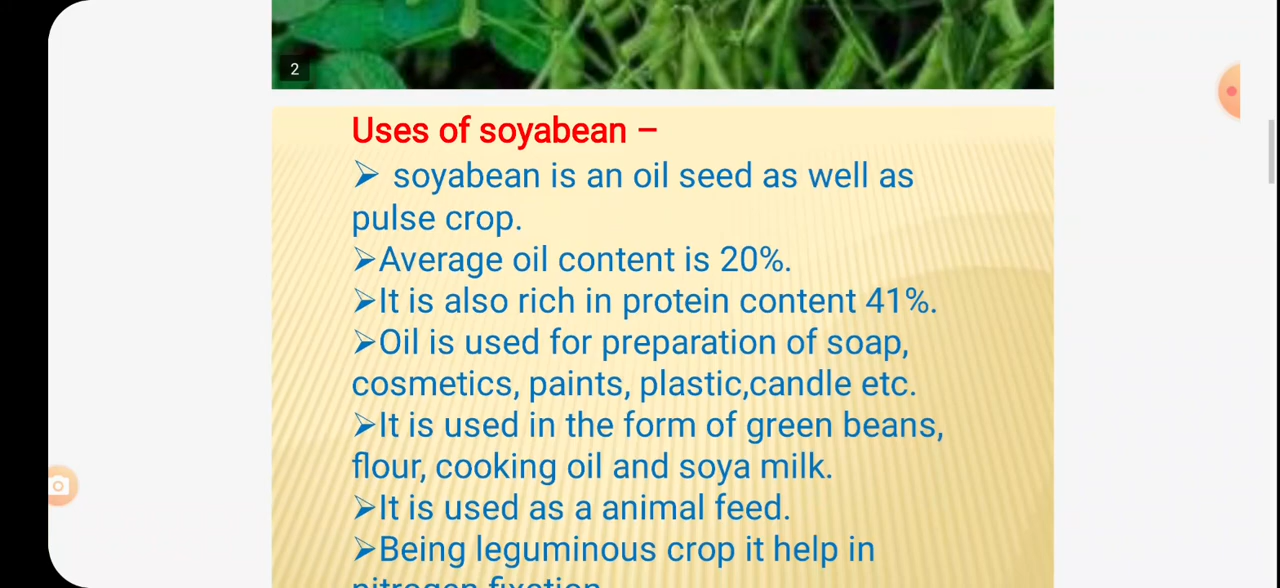 2
Uses of soyabean –
➢ soyabean is an oil seed as well as
pulse crop.
➢Average oil content is 20%.
➢It is also rich in protein content 41%.
➢Oil is used for preparation of soap,
cosmetics, paints, plastic,candle etc.
➢It is used in the form of green beans,
flour, cooking oil and soya milk.
➢It is used as a animal feed.
➢Being leguminous crop it help in
nitrogen fixation